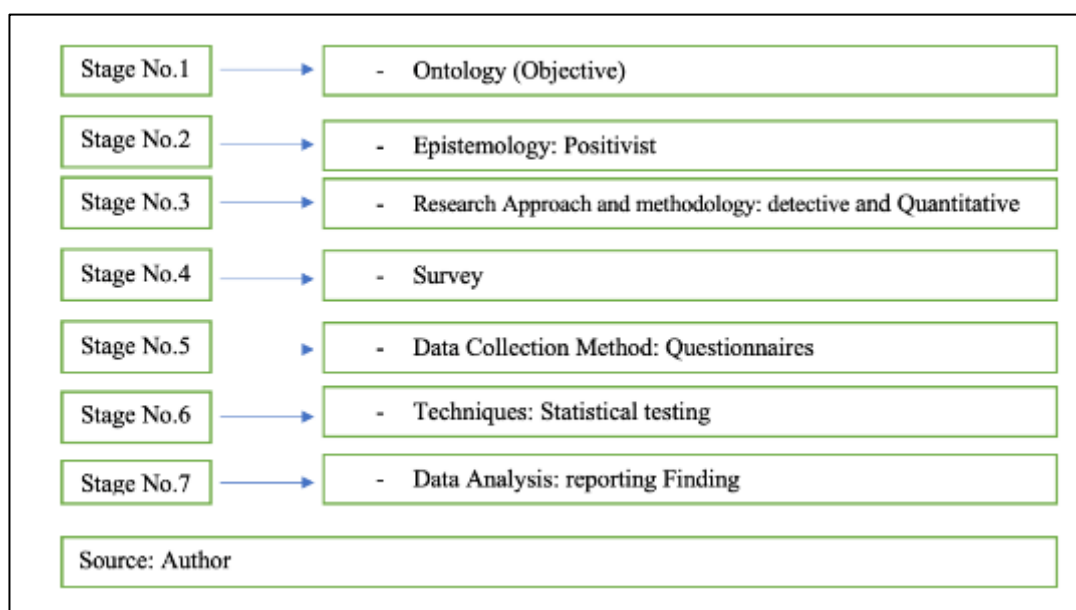 Stage No.1
- Ontology (Objective)
Stage No.2
- Epistemology: Positivist
Stage No.3
- Research Approach and methodology: detective and Quantitative
Stage No.4
- Survey
Stage No.5
- Data Collection Method: Questionnaires
Stage No.6
- Techniques: Statistical testing
Stage No.7
- Data Analysis: reporting Finding
Source: Author